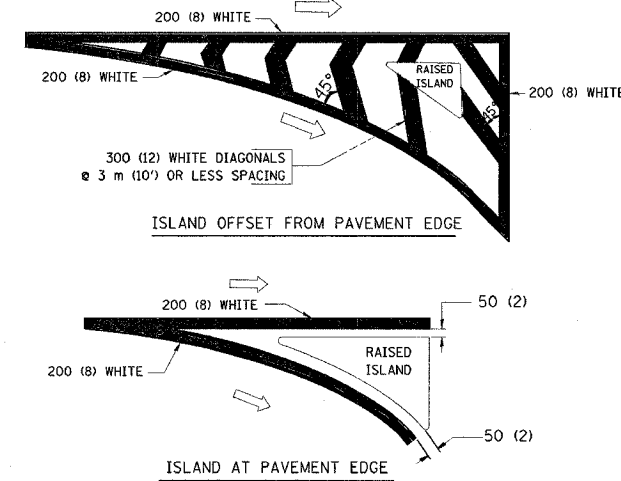 200 (8) WHITE
200 (8) WHITE
RAISED
ISLAND
45°
45°
200 (8) WHITE
300 (12) WHITE DIAGONALS
@ 3 m (10') OR LESS SPACING
ISLAND OFFSET FROM PAVEMENT EDGE
200 (8) WHITE
50 (2)
RAISED
ISLAND
200 (8) WHITE
50 (2)
ISLAND AT PAVEMENT EDGE